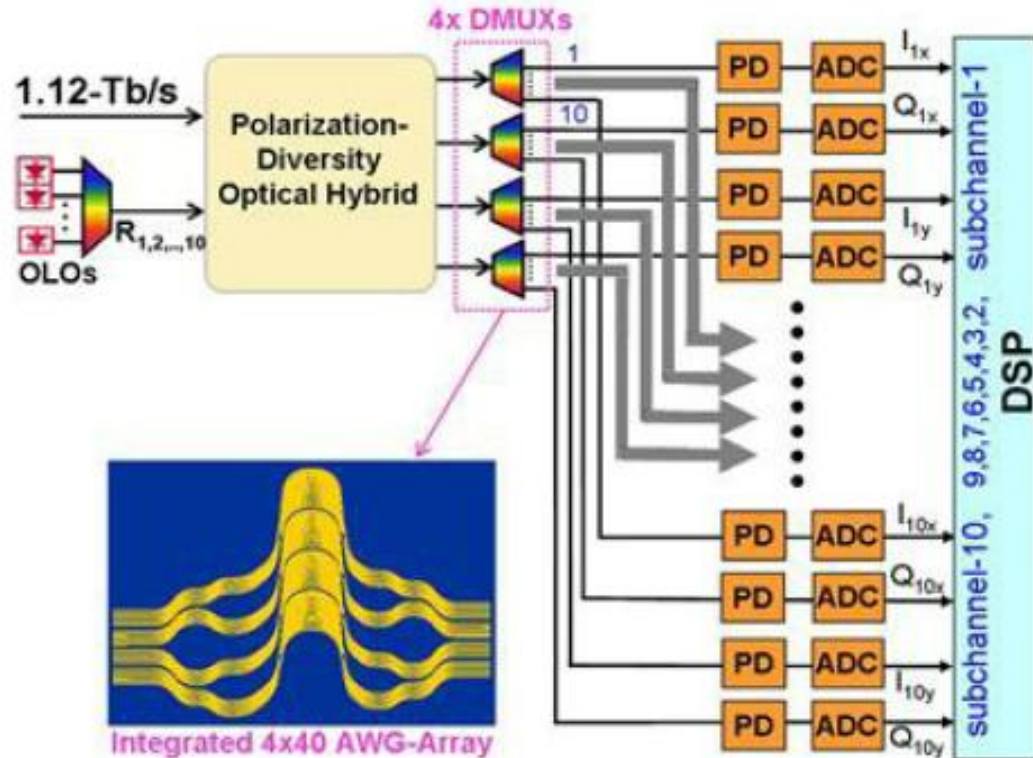 4x DMUXs
1.12-Tb/s
OLOs
R1,2,..,10
Polarization-
Diversity
Optical Hybrid
1
10
PD ADC I1x
PD ADC Q1x
PD ADC I1y
PD ADC Q1y
PD ADC I10x
PD ADC Q10x
PD ADC I10y
PD ADC Q10y
subchannel-10, 9,8,7,6,5,4,3,2, subchannel-1
DSP
Integrated 4x40 AWG-Array